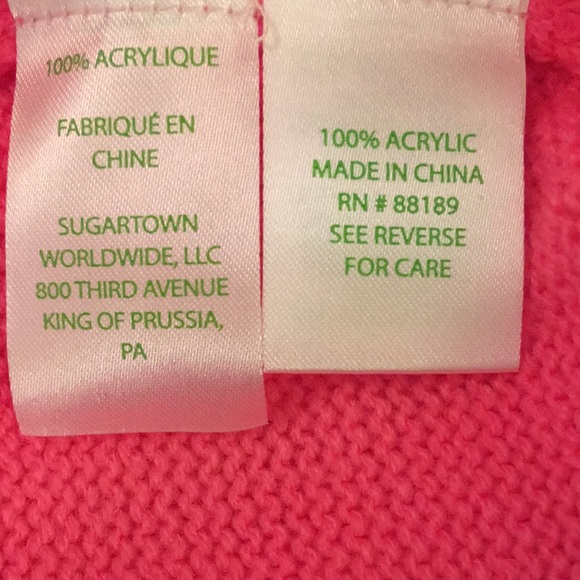 100% ACRYLIQUE
FABRIQUÉ EN
CHINE
SUGARTOWN
WORLDWIDE, LLC
800 THIRD AVENUE
KING OF PRUSSIA,
PA
100% ACRYLIC
MADE IN CHINA
RN # 88189
SEE REVERSE
FOR CARE